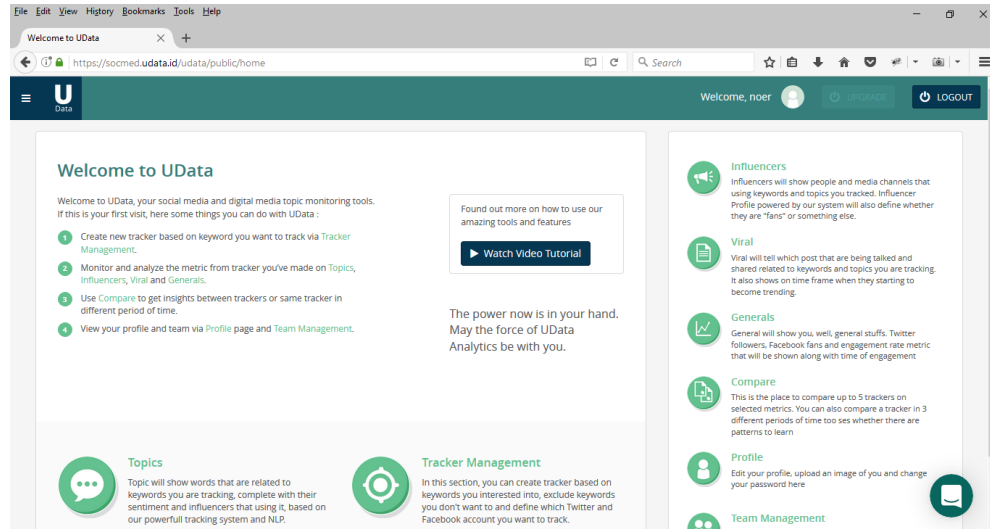 File Edit View History Bookmarks Tools Help
Welcome to UData
https://socmed.udata.id/udata/public/home
Search
U
Data
Welcome, noer
UPGRADE
LOGOUT
Welcome to UData
Welcome to UData, your social media and digital media topic monitoring tools.
If this is your first visit, here some things you can do with UData :
1 Create new tracker based on keyword you want to track via Tracker
Management.
2 Monitor and analyze the metric from tracker you've made on Topics,
Influencers, Viral and Generals.
3 Use Compare to get insights between trackers or same tracker in
different period of time.
4 View your profile and team via Profile page and Team Management.
Found out more on how to use our
amazing tools and features
Watch Video Tutorial
The power now is in your hand.
May the force of UData
Analytics be with you.
Topics
Topic will show words that are related to
keywords you are tracking, complete with their
sentiment and influencers that using it, based on
our powerfull tracking system and NLP.
Tracker Management
In this section, you can create tracker based on
keywords you interested into, exclude keywords
you don't want to and define which Twitter and
Facebook account you want to track.
Influencers
Influencers will show people and media channels that
using keywords and topics you tracked. Influencer
Profile powered by our system will also define whether
they are "fans" or something else.
Viral
Viral will tell which post that are being talked and
shared related to keywords and topics you are tracking.
It also shows on time frame when they starting to
become trending.
Generals
General will show you, well, general stuffs. Twitter
followers, Facebook fans and engagement rate metric
that will be shown along with time of engagement
Compare
This is the place to compare up to 5 trackers on
selected metrics. You can also compare a tracker in 3
different periods of time too ses whether there are
patterns to learn
Profile
Edit your profile, upload an image of you and change
your password here
Team Management